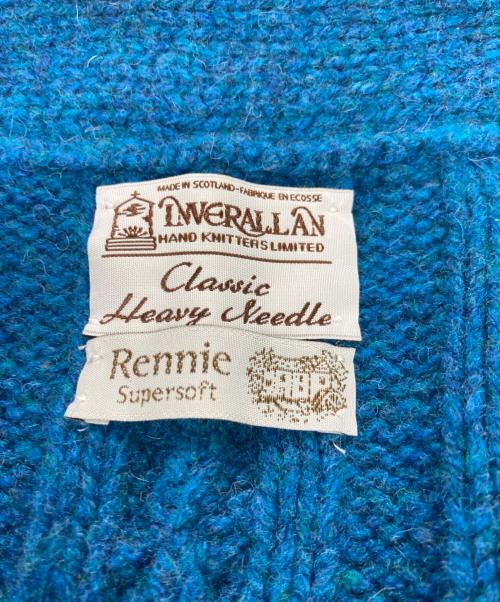 MADE IN SCOTLAND-FABRIQUE EN ECOSSE
INVERALLAN
HAND KNITTERS LIMITED
Classic
Heavy Needle
Rennie
Supersoft